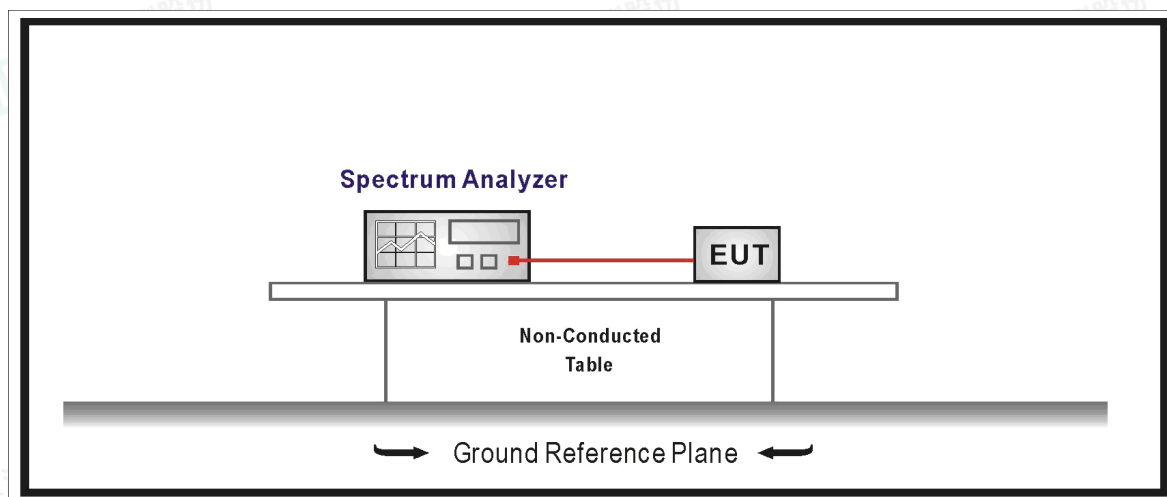 Spectrum Analyzer
EUT
Non-Conducted
Table
Ground Reference Plane